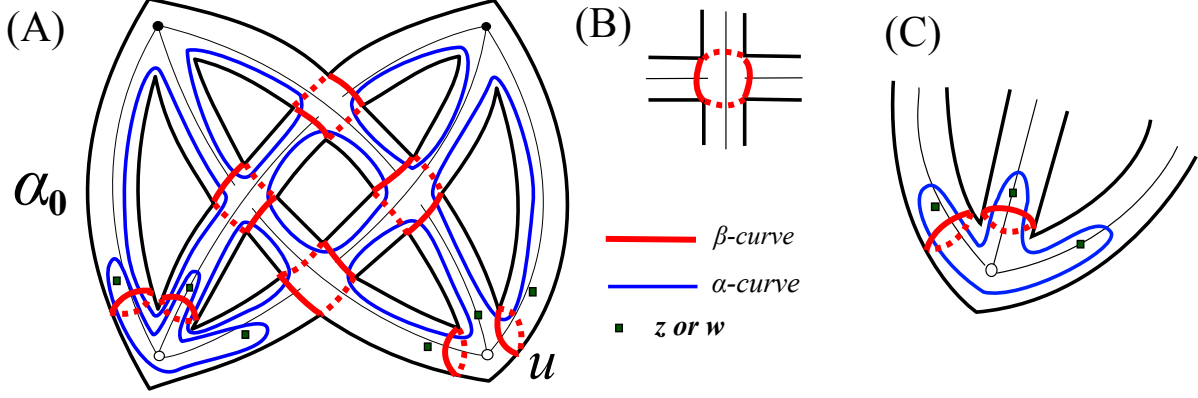 (A)
(B)
(C)
α₀
β-curve
α-curve
z or w
u